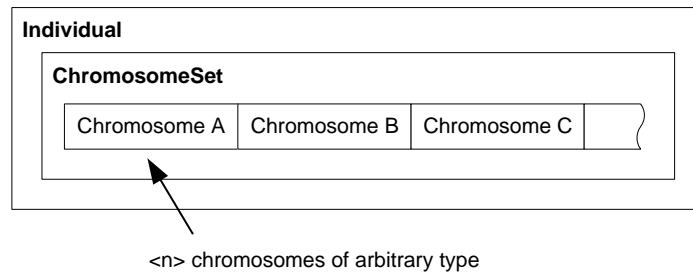 Individual
ChromosomeSet
Chromosome A
Chromosome B
Chromosome C
<n> chromosomes of arbitrary type